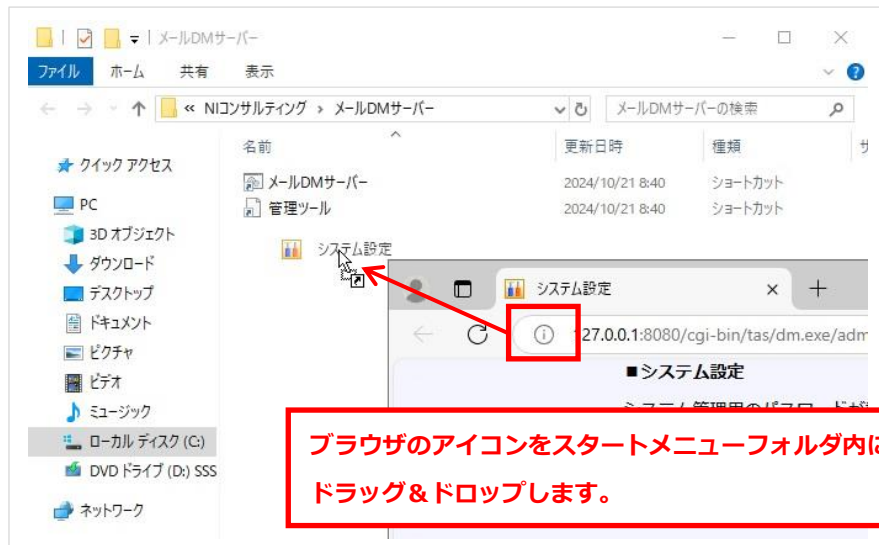 メールDMサーバー
ファイル ホーム 共有 表示
« NIコンサルティング › メールDMサーバー メールDMサーバーの検索
名前 更新日時 種類 サ
クイック アクセス
メールDMサーバー 2024/10/21 8:40 ショートカット
PC
管理ツール 2024/10/21 8:40 ショートカット
3D オブジェクト
システム設定
ダウンロード
デスクトップ
システム設定
ドキュメント
127.0.0.1:8080/cgi-bin/tas/dm.exe/adm
ピクチャ
■システム設定
ビデオ
ミュージック
ローカル ディスク (C:)
ブラウザのアイコンをスタートメニューフォルダ内に
DVD ドライブ (D:) SSS
ドラッグ＆ドロップします。
ネットワーク